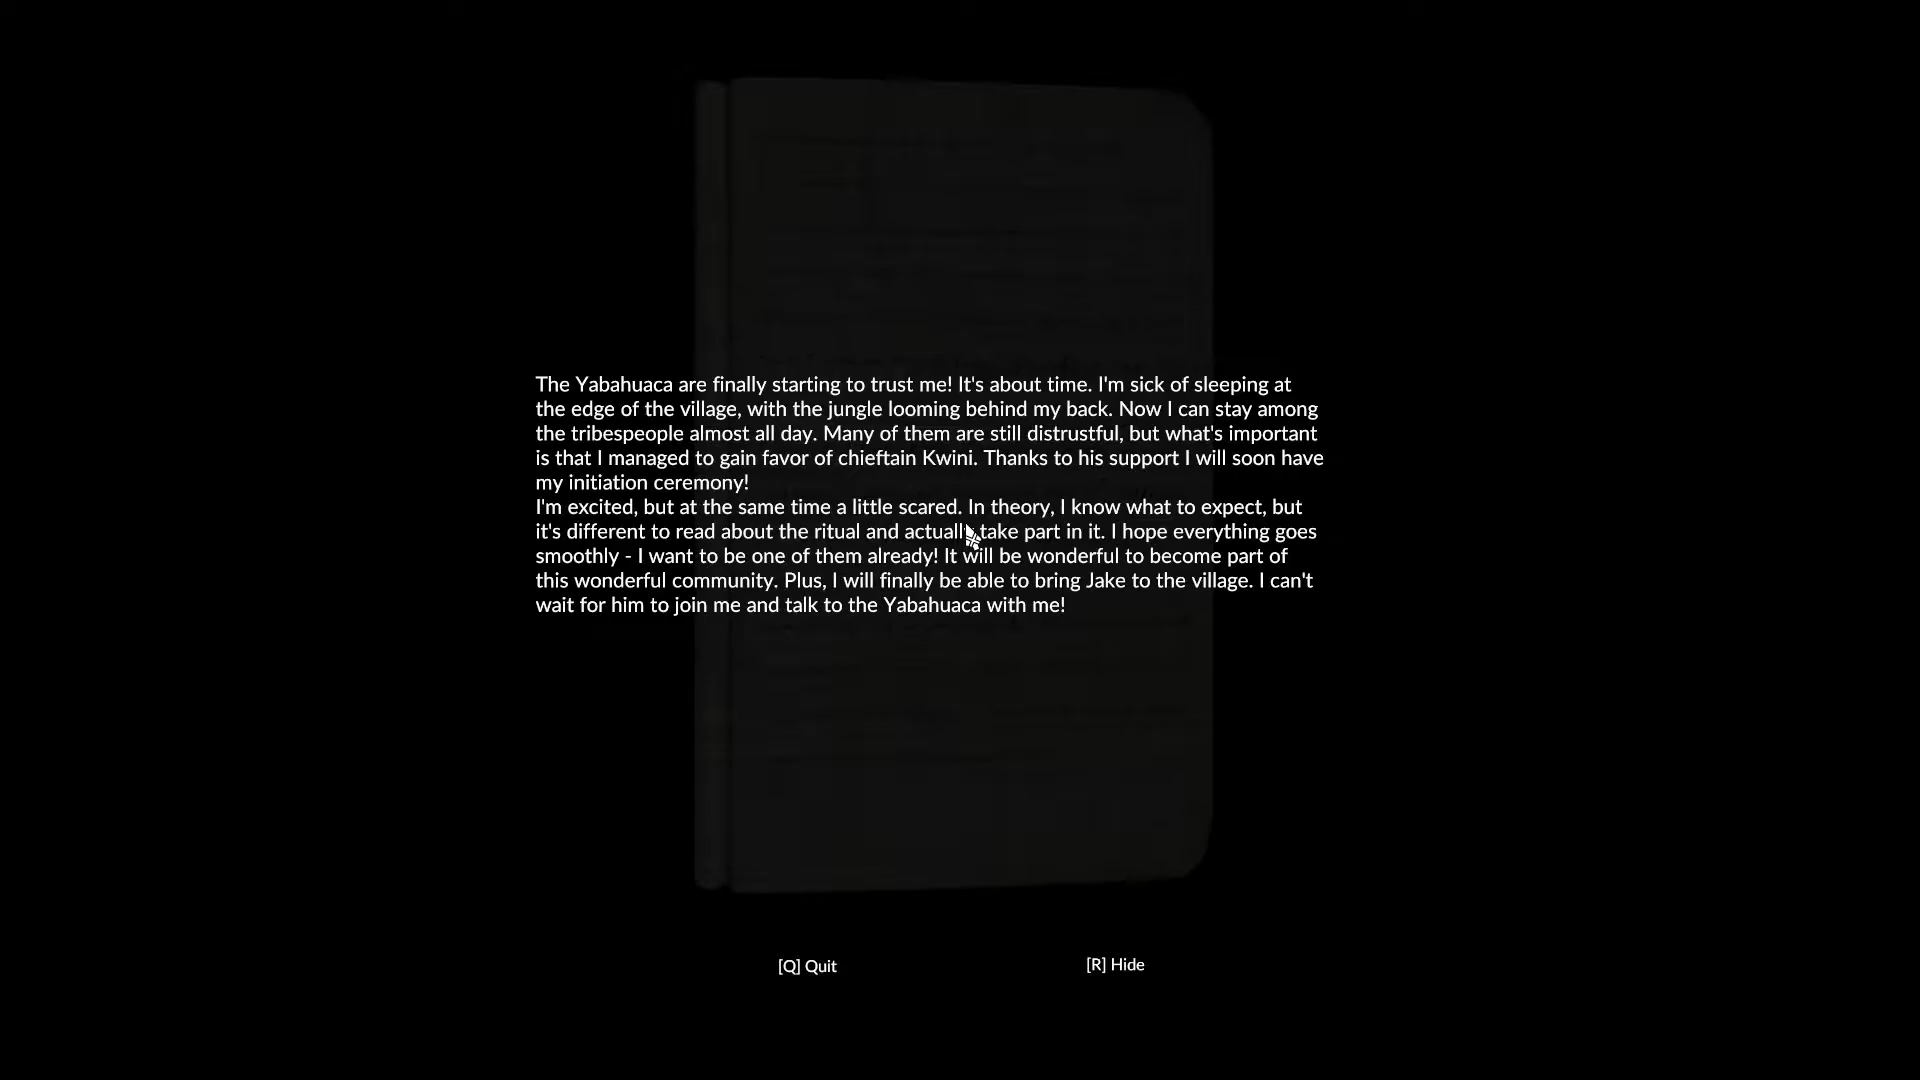 The Yabahuaca are finally starting to trust me! It's about time. I'm sick of sleeping at
the edge of the village, with the jungle looming behind my back. Now I can stay among
the tribespeople almost all day. Many of them are still distrustful, but what's important
is that I managed to gain favor of chieftain Kwini. Thanks to his support I will soon have
my initiation ceremony!
I'm excited, but at the same time a little scared. In theory, I know what to expect, but
it's different to read about the ritual and actually take part in it. I hope everything goes
smoothly - I want to be one of them already! It will be wonderful to become part of
this wonderful community. Plus, I will finally be able to bring Jake to the village. I can't
wait for him to join me and talk to the Yabahuaca with me!
[Q] Quit
[R] Hide